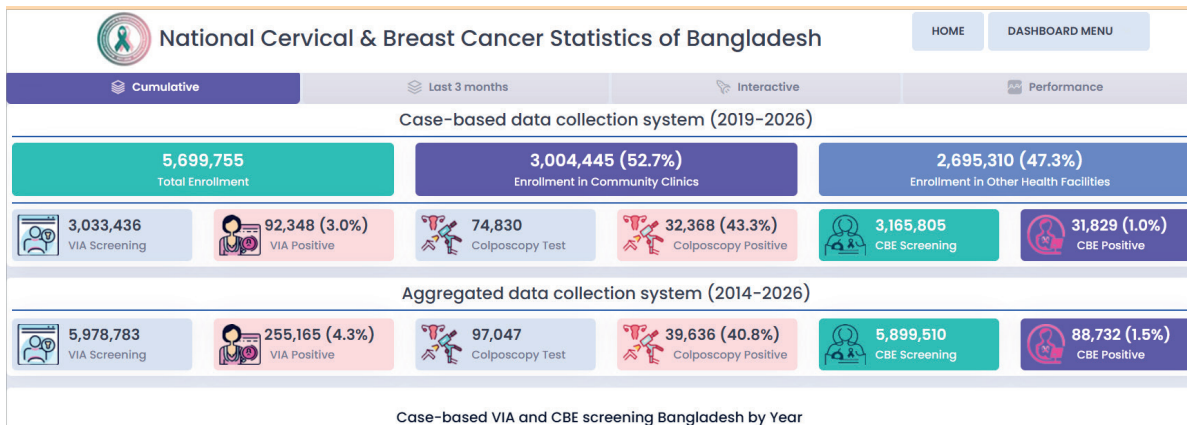 National Cervical & Breast Cancer Statistics of Bangladesh
HOME
DASHBOARD MENU
Cumulative
Last 3 months
Interactive
Performance
Case-based data collection system (2019-2026)
5,699,755
Total Enrollment
3,004,445 (52.7%)
Enrollment in Community Clinics
2,695,310 (47.3%)
Enrollment in Other Health Facilities
3,033,436
VIA Screening
92,348 (3.0%)
VIA Positive
74,830
Colposcopy Test
32,368 (43.3%)
Colposcopy Positive
3,165,805
CBE Screening
31,829 (1.0%)
CBE Positive
Aggregated data collection system (2014-2026)
5,978,783
VIA Screening
255,165 (4.3%)
VIA Positive
97,047
Colposcopy Test
39,636 (40.8%)
Colposcopy Positive
5,899,510
CBE Screening
88,732 (1.5%)
CBE Positive
Case-based VIA and CBE screening Bangladesh by Year